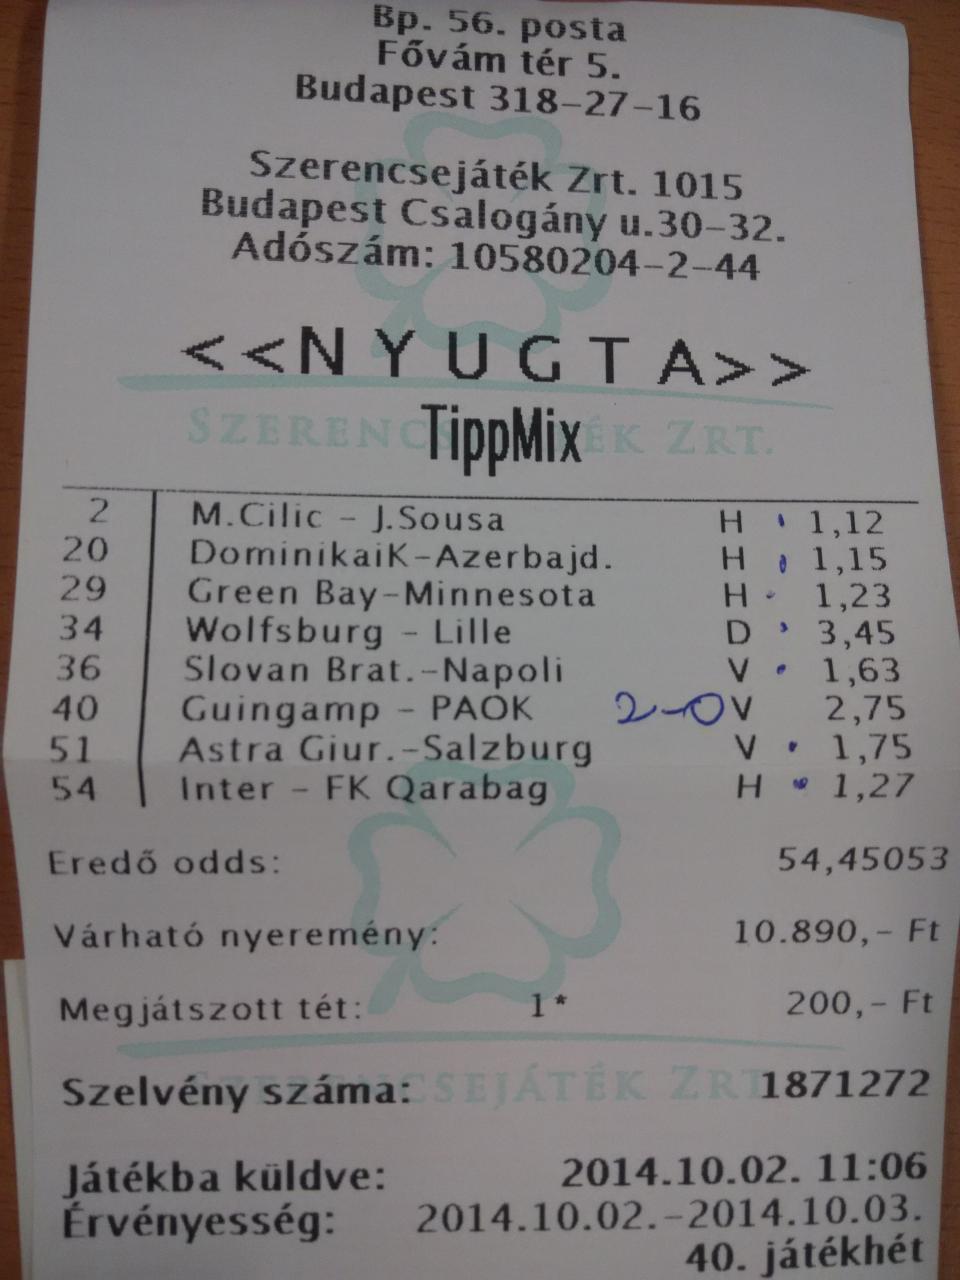 Bp. 56. posta
Fővám tér 5.
Budapest 318-27-16
Szerencsejáték Zrt. 1015
Budapest Csalogány u.30-32.
Adószám: 10580204-2-44
<<NYUGTA>>
TippMix
2 M.Cilic - J.Sousa H 1,12
20 DominikaiK-Azerbajd. H 1,15
29 Green Bay-Minnesota H 1,23
34 Wolfsburg - Lille D 3,45
36 Slovan Brat.-Napoli V 1,63
40 Guingamp - PAOK 2-0 V 2,75
51 Astra Giur.-Salzburg V 1,75
54 Inter - FK Qarabag H 1,27
Eredő odds: 54,45053
Várható nyeremény: 10.890,- Ft
Megjátszott tét: 1* 200,- Ft
Szelvény száma: 1871272
Játékba küldve: 2014.10.02. 11:06
Érvényesség: 2014.10.02.-2014.10.03.
40. játékhét